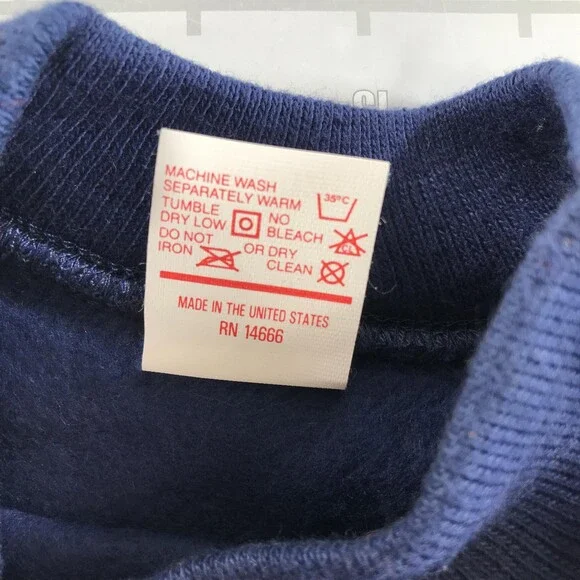 MACHINE WASH
SEPARATELY WARM 35°C
TUMBLE NO
DRY LOW BLEACH CL
DO NOT OR DRY
IRON CLEAN
MADE IN THE UNITED STATES
RN 14666